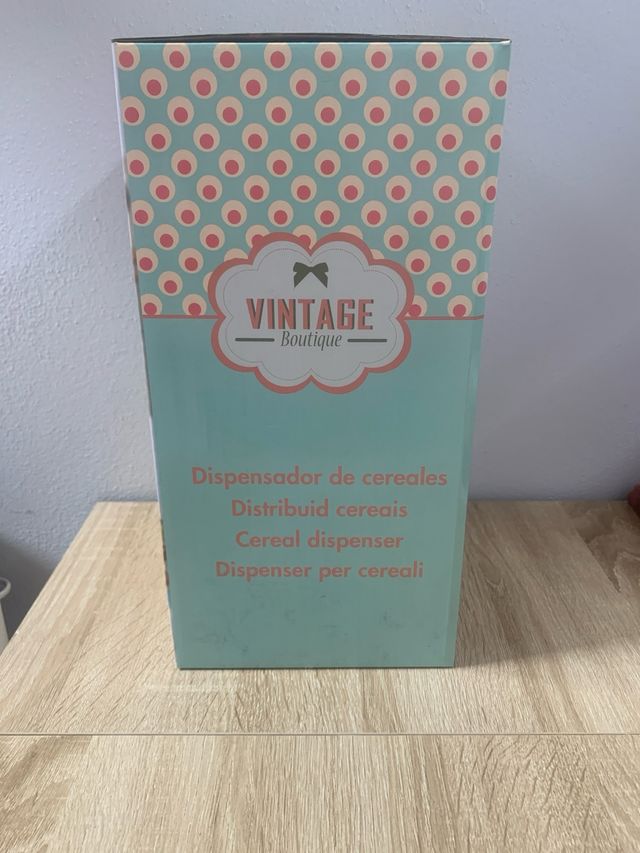 VINTAGE
Boutique
Dispensador de cereales
Distribuid cereais
Cereal dispenser
Dispenser per cereali